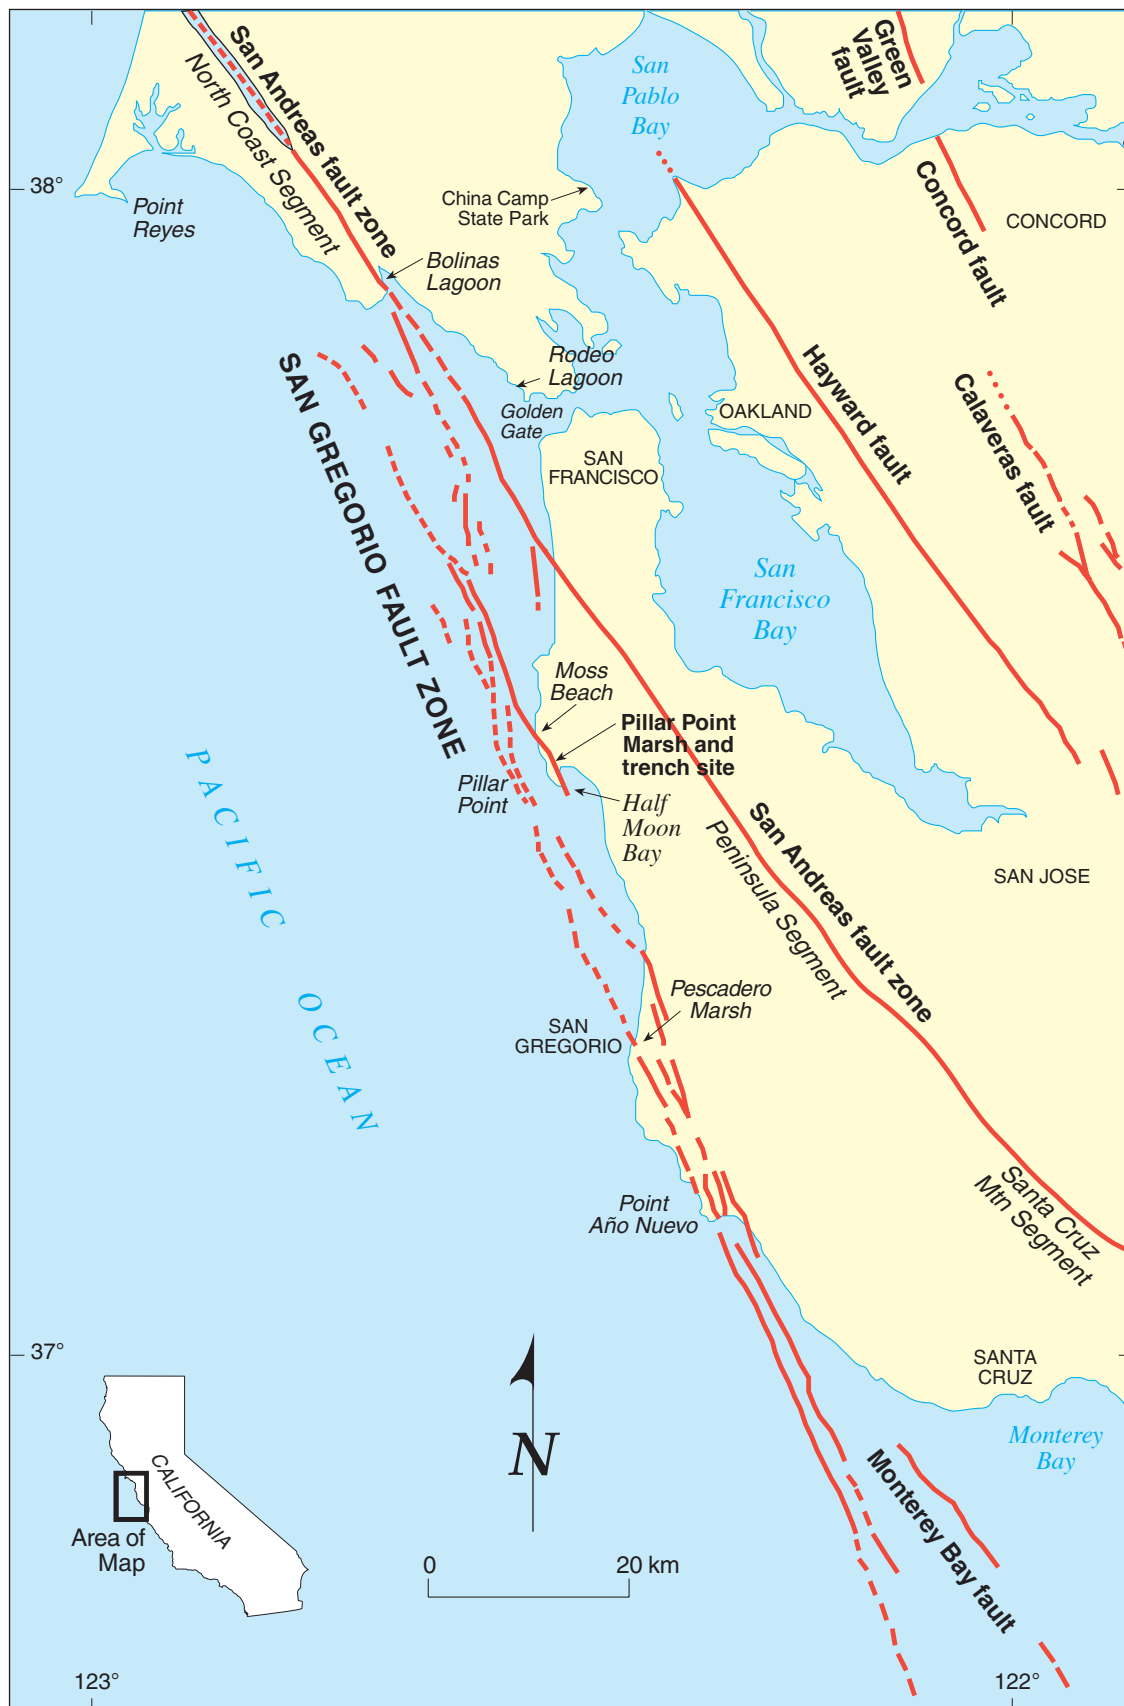 San Andreas fault zone
North Coast Segment
San
Pablo
Bay
Green
Valley
fault
38°
Point
Reyes
China Camp
State Park
Concord fault
CONCORD
Bolinas
Lagoon
Rodeo
Lagoon
Golden
Gate
SAN GREGORIO FAULT ZONE
OAKLAND
Hayward fault
Calaveras fault
SAN
FRANCISCO
San
Francisco
Bay
Moss
Beach
Pillar Point
Marsh and
trench site
Pillar
Point
Half
Moon
Bay
PACIFIC OCEAN
San Andreas fault zone
Peninsula Segment
SAN JOSE
Pescadero
Marsh
SAN
GREGORIO
Point
Año Nuevo
Santa Cruz
Mtn Segment
37°
SANTA
CRUZ
Monterey
Bay
N
CALIFORNIA
Area of
Map
Monterey Bay fault
0 20 km
123° 122°